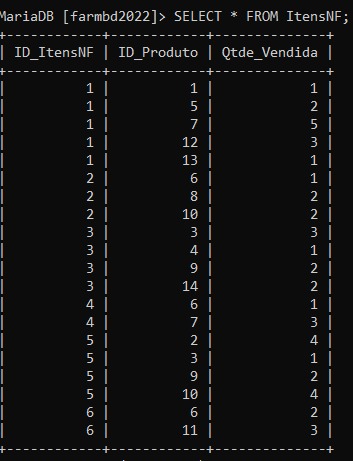 MariaDB [farmbd2022]> SELECT * FROM ItensNF;
+------------+------------+--------------+
| ID_ItensNF | ID_Produto | Qtde_Vendida |
+------------+------------+--------------+
| 1 | 1 | 1 |
| 1 | 5 | 2 |
| 1 | 7 | 5 |
| 1 | 12 | 3 |
| 1 | 13 | 1 |
| 2 | 6 | 1 |
| 2 | 8 | 2 |
| 2 | 10 | 2 |
| 3 | 3 | 3 |
| 3 | 4 | 1 |
| 3 | 9 | 2 |
| 3 | 14 | 2 |
| 4 | 6 | 1 |
| 4 | 7 | 3 |
| 5 | 2 | 4 |
| 5 | 3 | 1 |
| 5 | 9 | 2 |
| 5 | 10 | 4 |
| 6 | 6 | 2 |
| 6 | 11 | 3 |
+------------+------------+--------------+